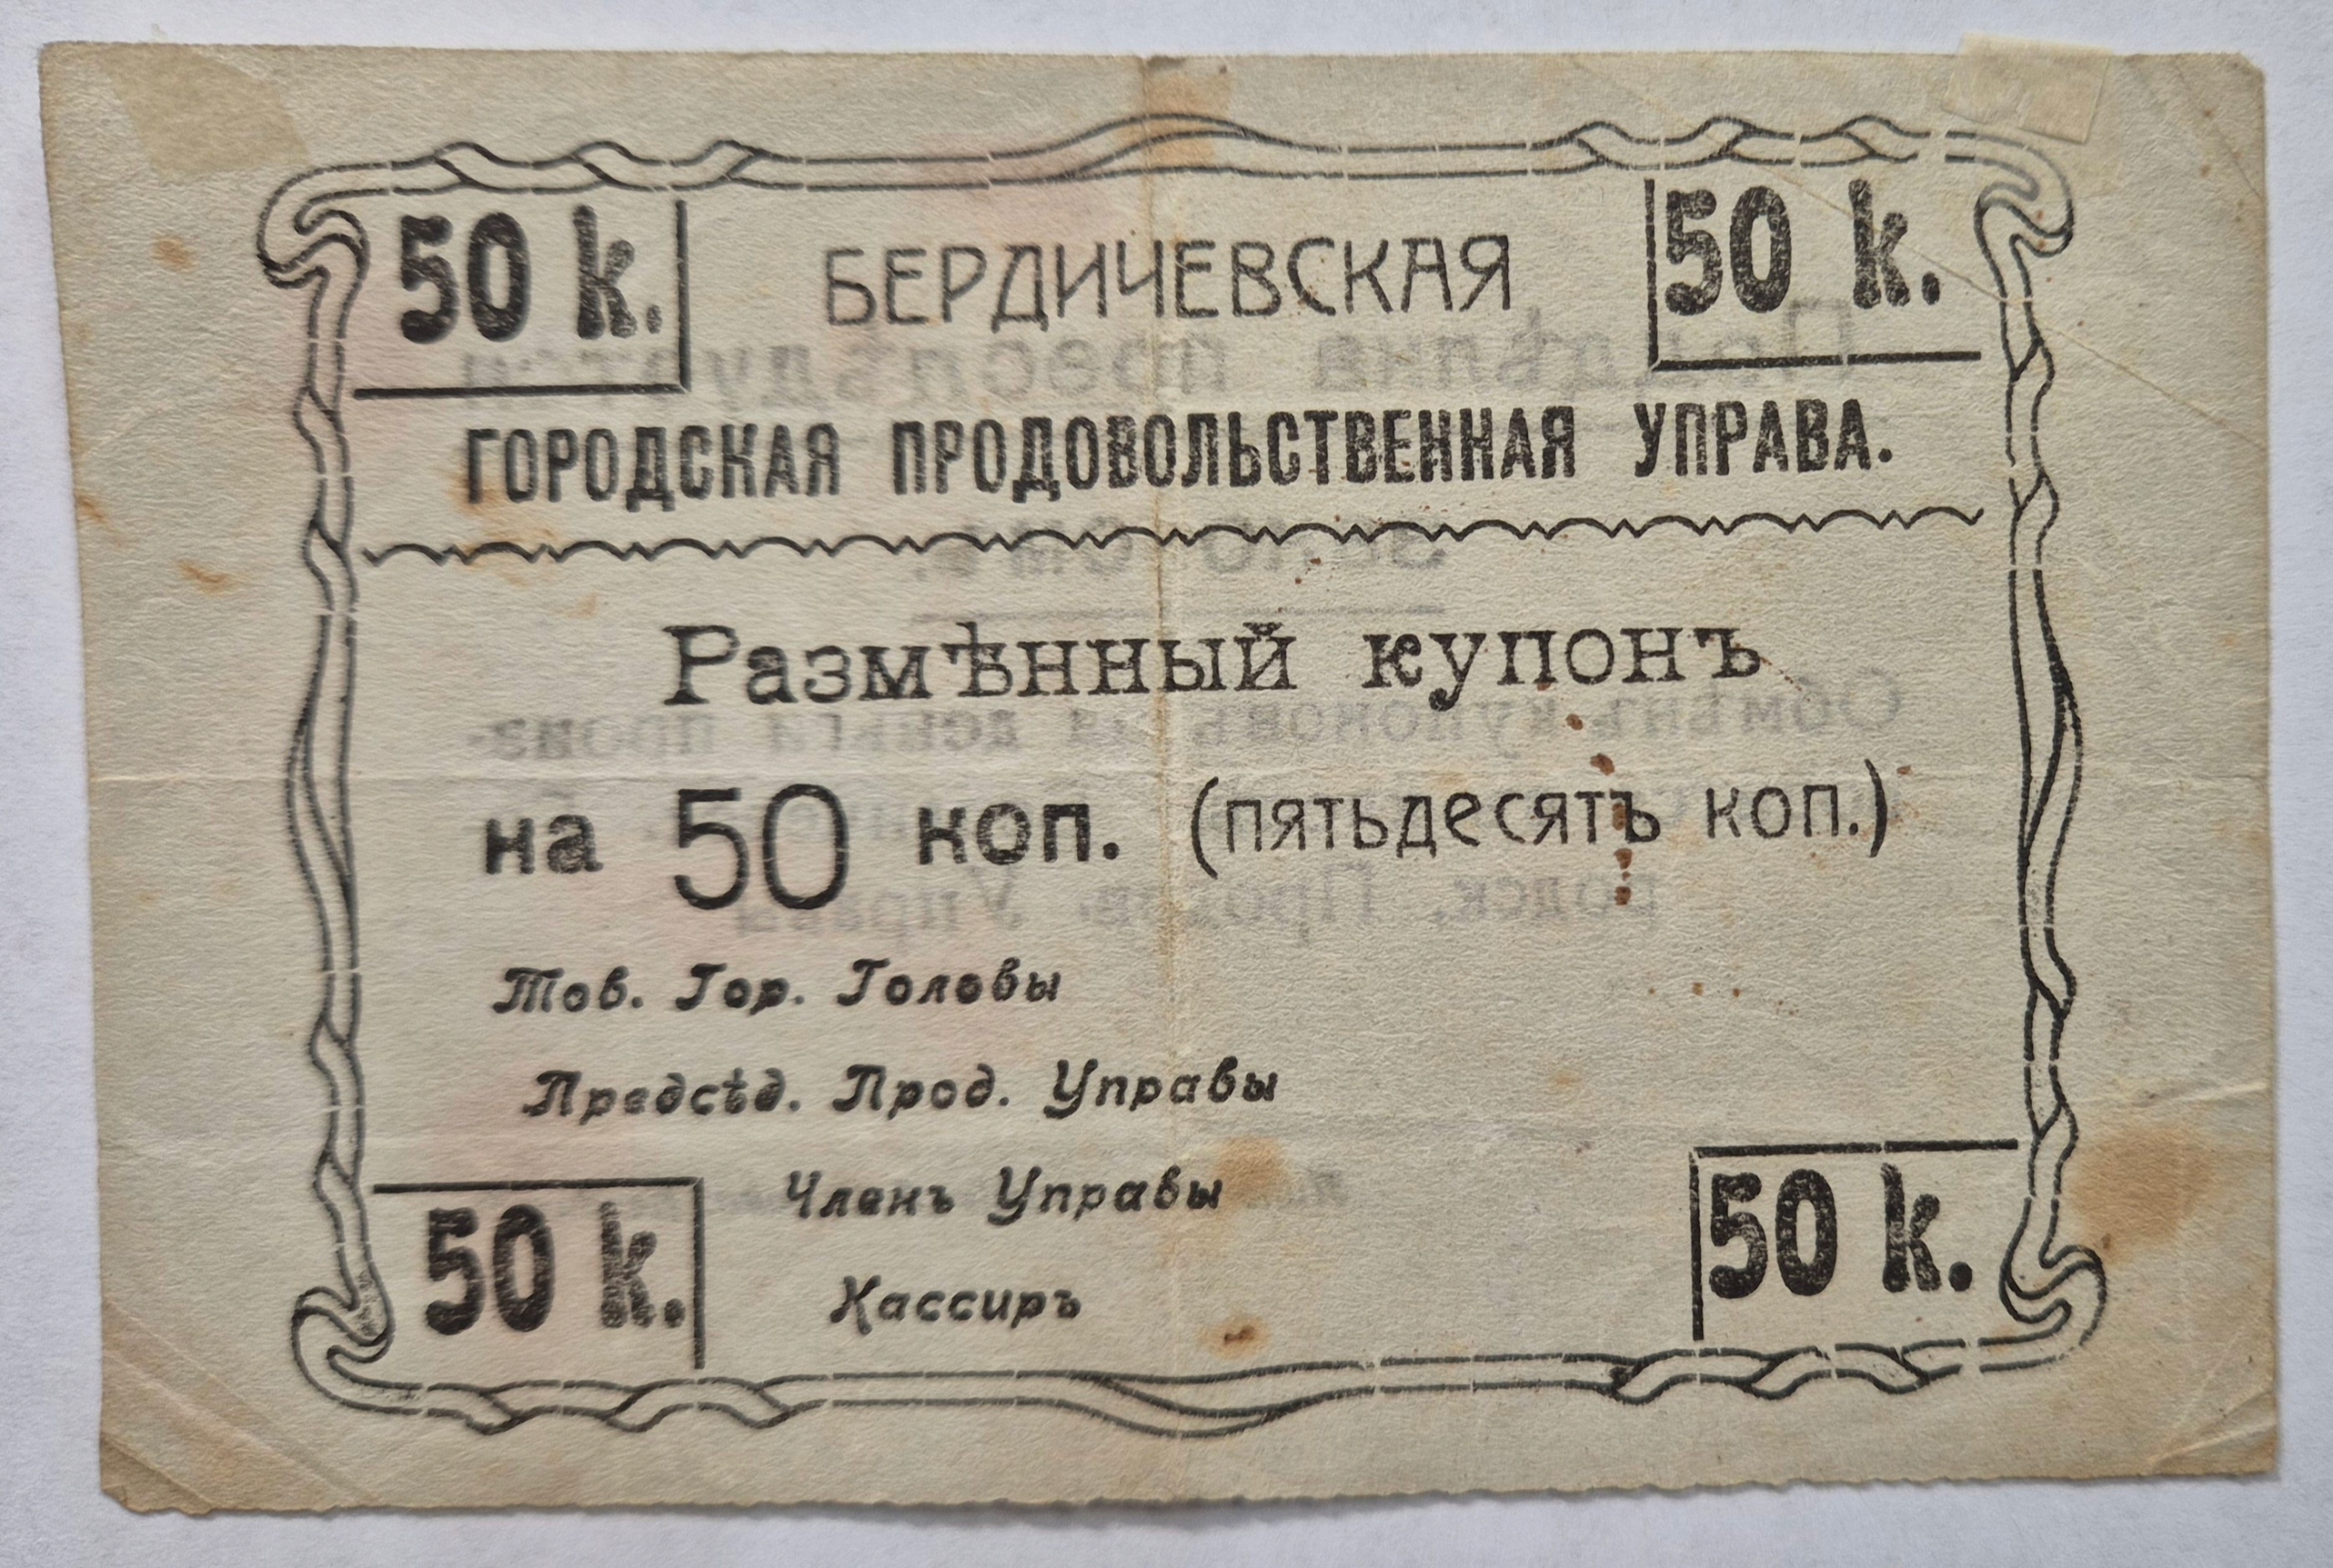 50 k. БЕРДИЧЕВСКАЯ 50 k.
ГОРОДСКАЯ ПРОДОВОЛЬСТВЕННАЯ УПРАВА.
Размѣнный купонъ
на 50 коп. (пятьдесятъ коп.)
Тов. Гор. Головы
Предсѣд. Прод. Управы
Членъ Управы
Кассиръ
50 k. 50 k.